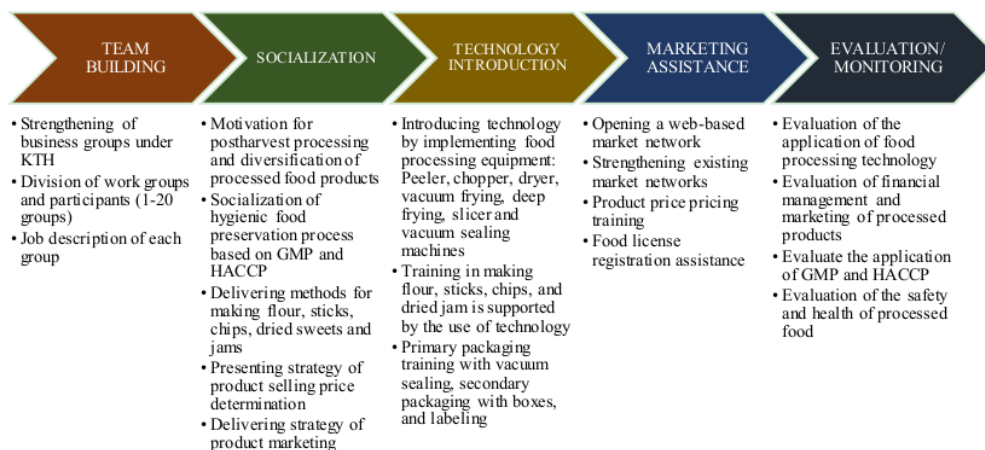 TEAM
BUILDING
• Strengthening of
business groups under
KTH
• Division of work groups
and participants (1-20
groups)
• Job description of each
group
SOCIALIZATION
• Motivation for
postharvest processing
and diversification of
processed food products
• Socialization of
hygienic food
preservation process
based on GMP and
HACCP
• Delivering methods for
making flour, sticks,
chips, dried sweets and
jams
• Presenting strategy of
product selling price
determination
• Delivering strategy of
product marketing
TECHNOLOGY
INTRODUCTION
• Introducing technology
by implementing food
processing equipment:
Peeler, chopper, dryer,
vacuum frying, deep
frying, slicer and
vacuum sealing
machines
• Training in making
flour, sticks, chips, and
dried jam is supported
by the use of technology
• Primary packaging
training with vacuum
sealing, secondary
packaging with boxes,
and labeling
MARKETING
ASSISTANCE
• Opening a web-based
market network
• Strengthening existing
market networks
• Product price pricing
training
• Food license
registration assistance
EVALUATION/
MONITORING
• Evaluation of the
application of food
processing technology
• Evaluation of financial
management and
marketing of processed
products
• Evaluate the application
of GMP and HACCP
• Evaluation of the safety
and health of processed
food